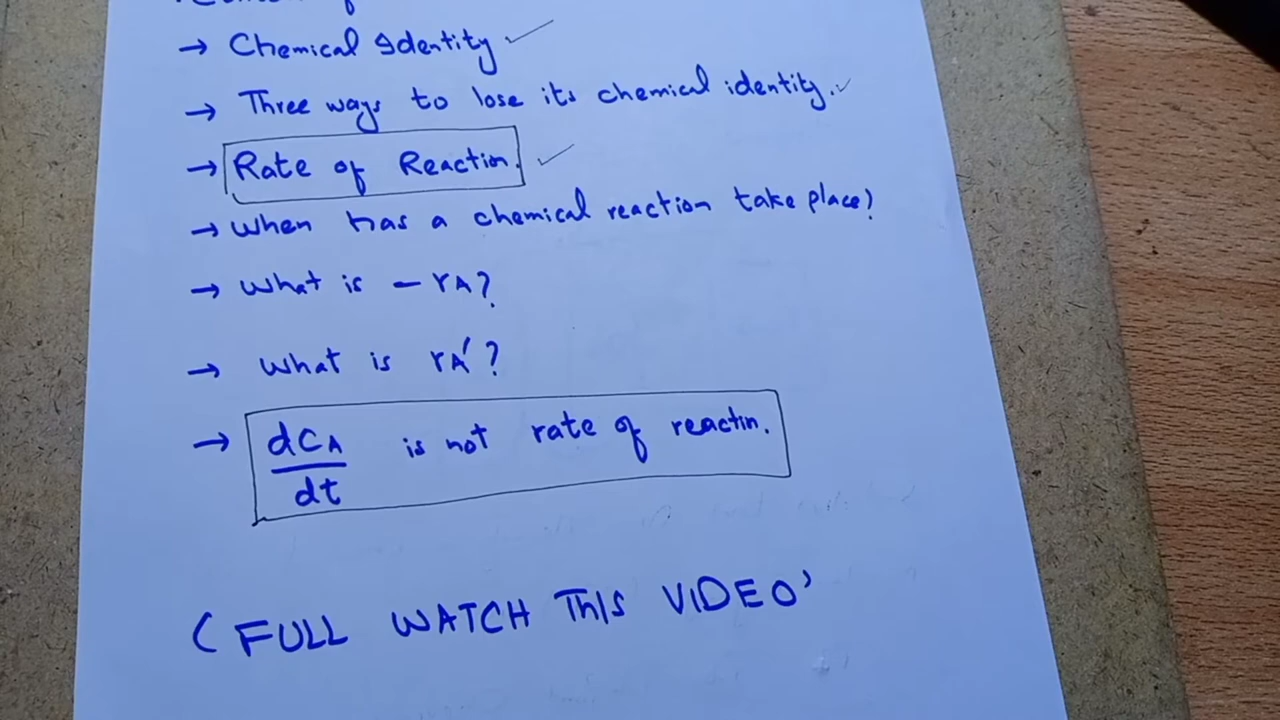 → Chemical Identity ✓
→ Three ways to lose its chemical identity. ✓
→ Rate of Reaction. ✓
→ When has a chemical reaction take place?
→ What is - rA?
→ What is rA'?
→ dCA/dt is not rate of reactin.
( FULL WATCH THIS VIDEO'